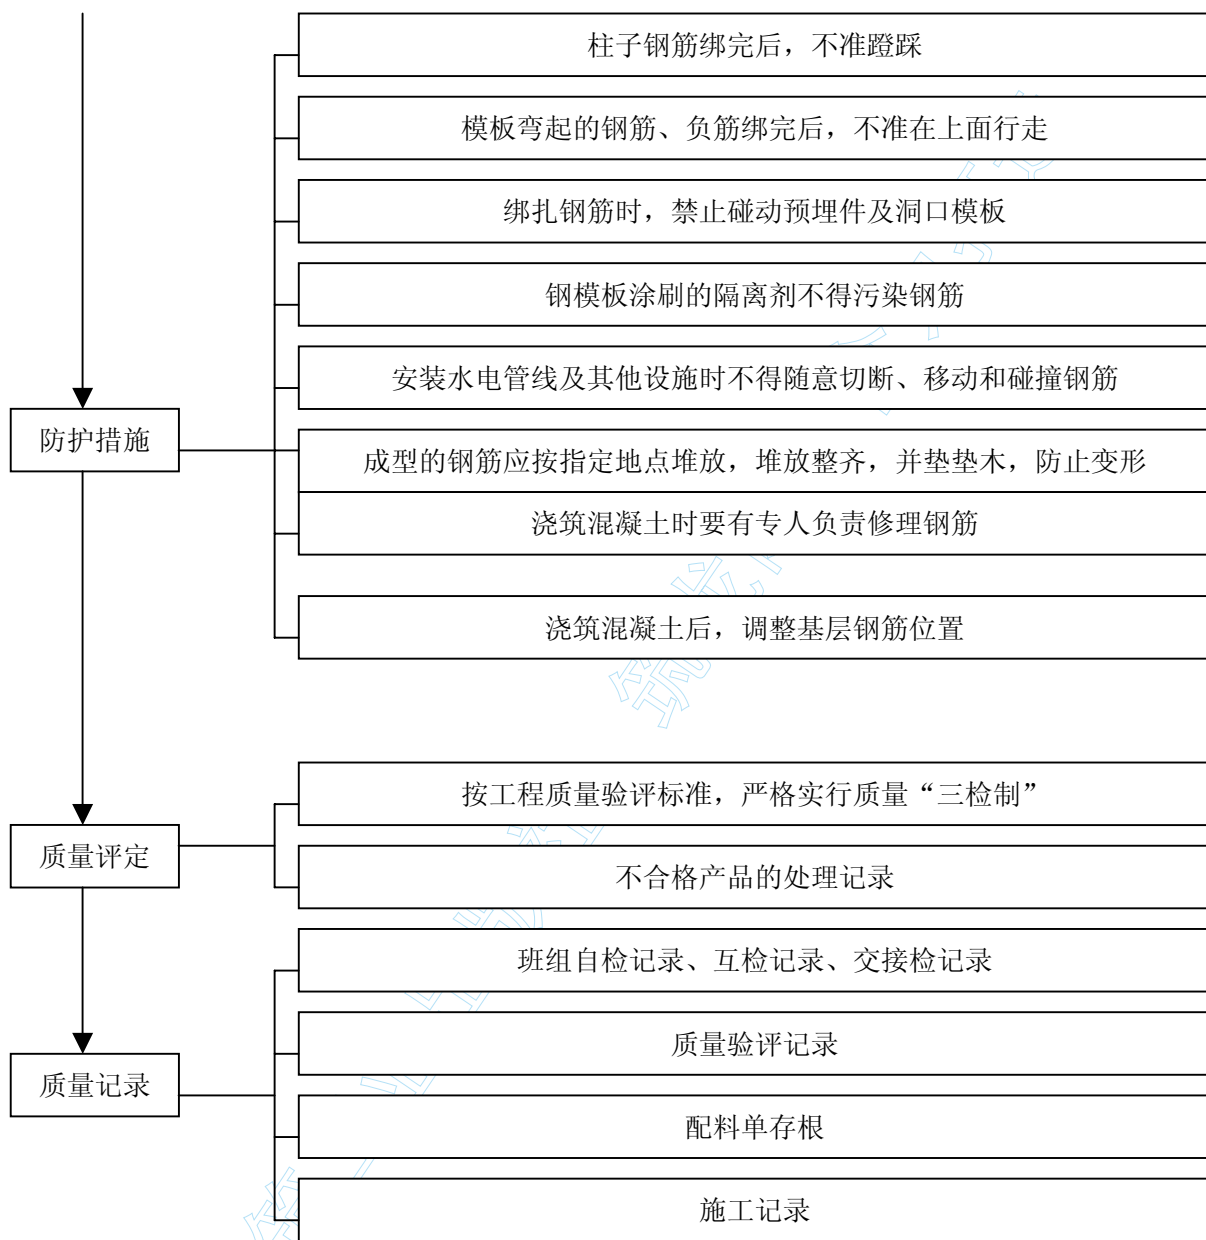 柱子钢筋绑完后，不准蹬踩
模板弯起的钢筋、负筋绑完后，不准在上面行走
绑扎钢筋时，禁止碰动预埋件及洞口模板
钢模板涂刷的隔离剂不得污染钢筋
安装水电管线及其他设施时不得随意切断、移动和碰撞钢筋
防护措施
成型的钢筋应按指定地点堆放，堆放整齐，并垫垫木，防止变形
浇筑混凝土时要有专人负责修理钢筋
浇筑混凝土后，调整基层钢筋位置
按工程质量验评标准，严格实行质量“三检制”
质量评定
不合格产品的处理记录
班组自检记录、互检记录、交接检记录
质量验评记录
质量记录
配料单存根
施工记录